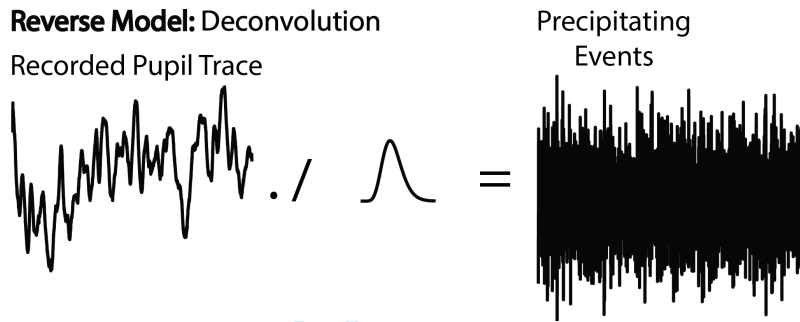 Reverse Model: Deconvolution
Precipitating
Events
Recorded Pupil Trace
./
=